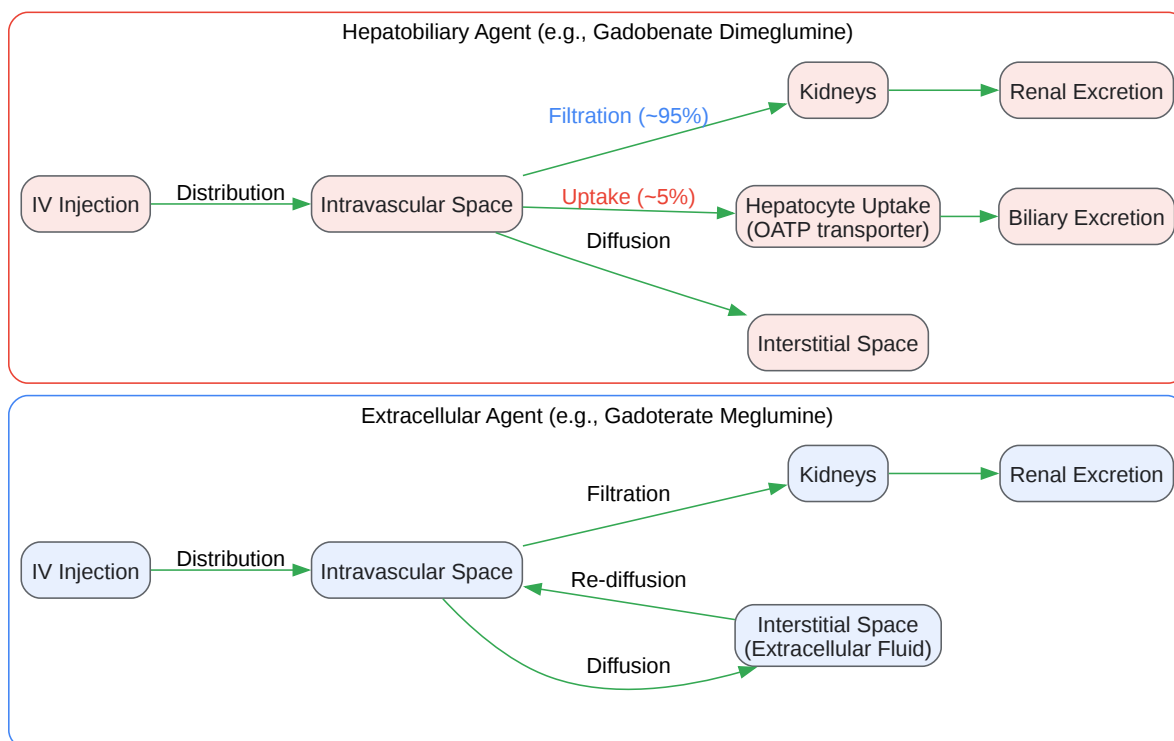 Hepatobiliary Agent (e.g., Gadobenate Dimeglumine)
Kidneys
Renal Excretion
Filtration (~95%)
IV Injection
Distribution
Intravascular Space
Uptake (~5%)
Hepatocyte Uptake
(OATP transporter)
Biliary Excretion
Diffusion
Interstitial Space
Extracellular Agent (e.g., Gadoterate Meglumine)
Kidneys
Renal Excretion
Filtration
IV Injection
Distribution
Intravascular Space
Re-diffusion
Interstitial Space
(Extracellular Fluid)
Diffusion